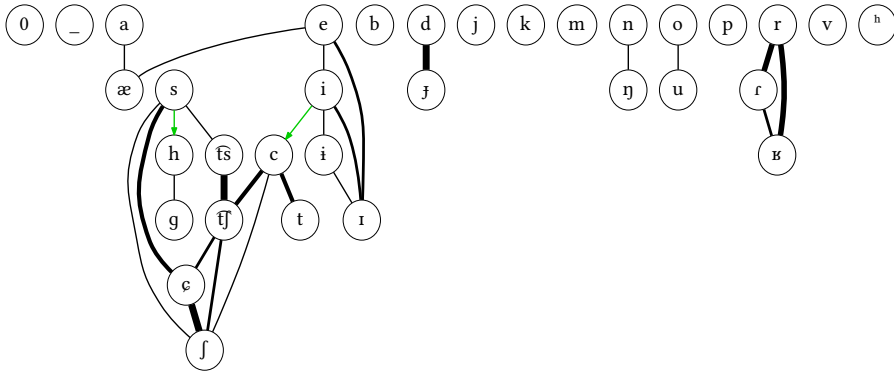 0 _ a e b d j k m n o p r v ʰ
æ s i ɟ ŋ u ɾ
h t͡s c ɨ ʁ
ɡ t͡ʃ t ɪ
ɕ
ʃ